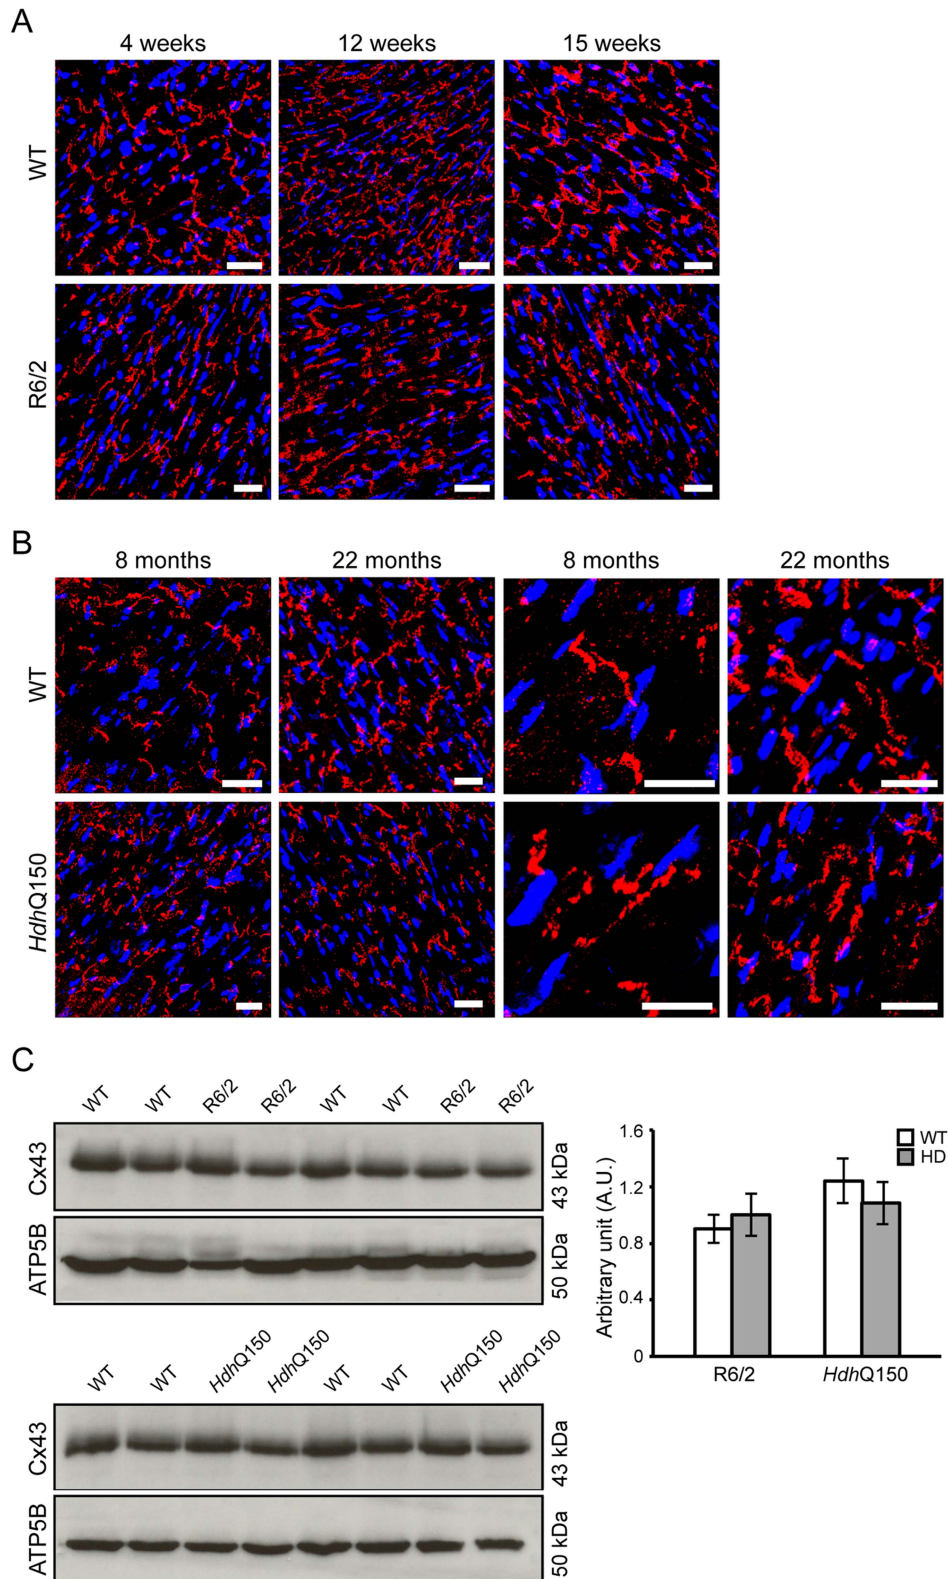 A
4 weeks 12 weeks 15 weeks
WT
R6/2
B
8 months 22 months 8 months 22 months
WT
HdhQ150
C
WT WT R6/2 R6/2 WT WT R6/2 R6/2
Cx43 43 kDa
ATP5B 50 kDa
WT WT HdhQ150 HdhQ150 WT WT HdhQ150 HdhQ150
Cx43 43 kDa
ATP5B 50 kDa
Arbitrary unit (A.U.)
1.6
1.2
0.8
0.4
0
WT
HD
R6/2 HdhQ150